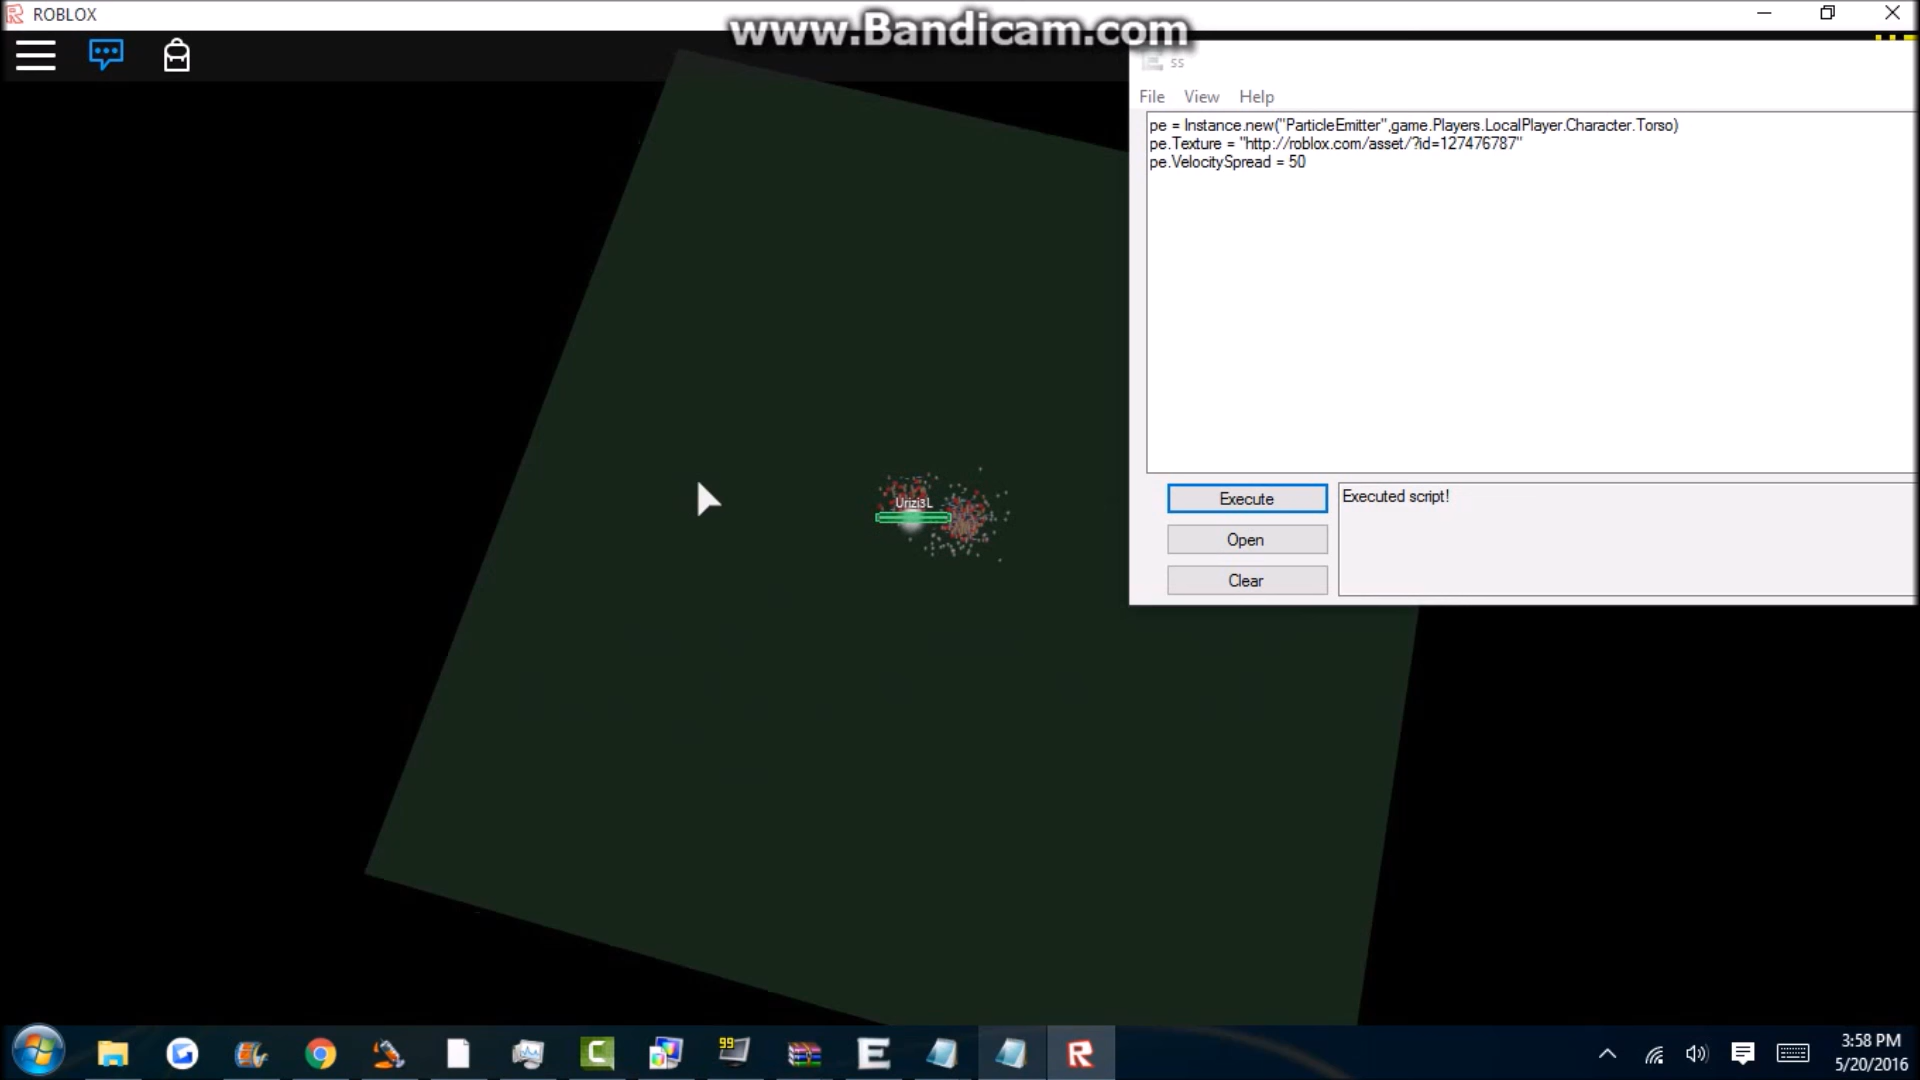 ROBLOX
www.Bandicam.com
ss
File View Help
pe = Instance.new("ParticleEmitter",game.Players.LocalPlayer.Character.Torso)
pe.Texture = "http://roblox.com/asset/?id=127476787"
pe.VelocitySpread = 50
Urizi3L
Execute
Executed script!
Open
Clear
99
3:58 PM
5/20/2016